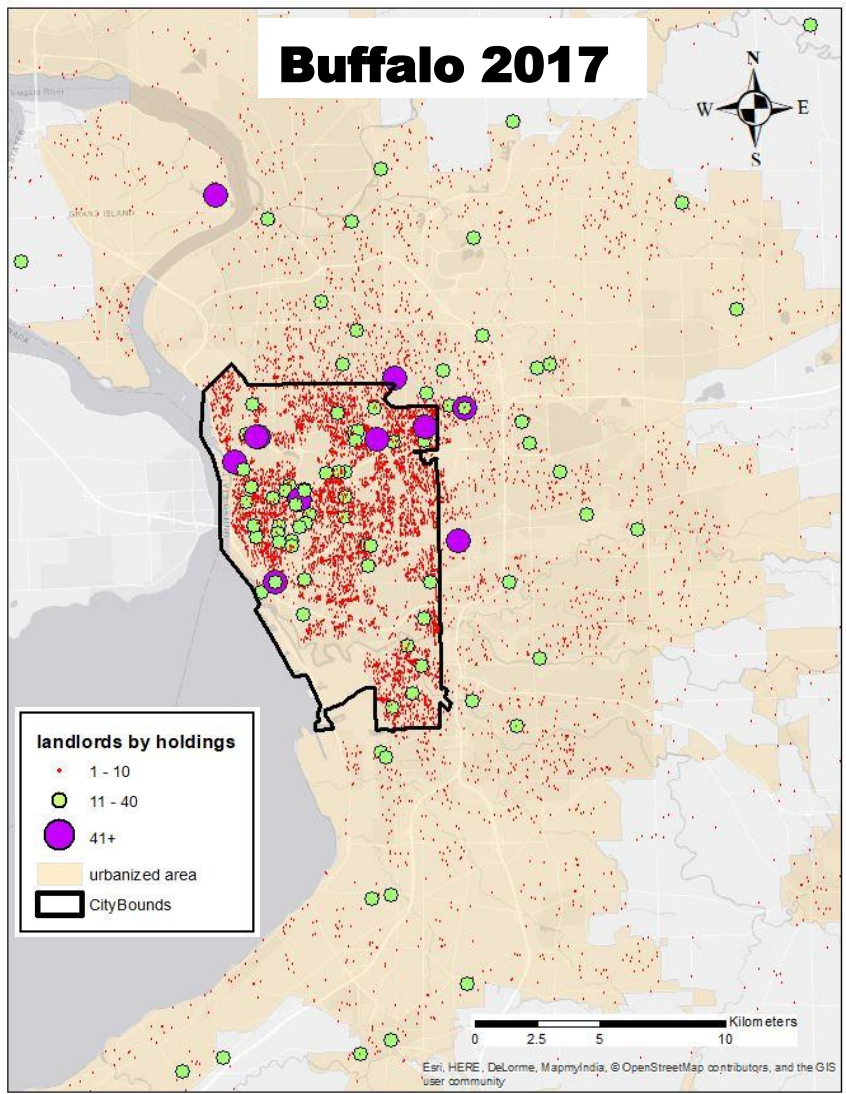 Buffalo 2017
N
W
E
S
Niagara River
GRAND ISLAND
landlords by holdings
1 - 10
11 - 40
41+
urbanized area
CityBounds
Kilometers
0 2.5 5 10
Esri, HERE, DeLorme, MapmyIndia, © OpenStreetMap contributors, and the GIS
user community